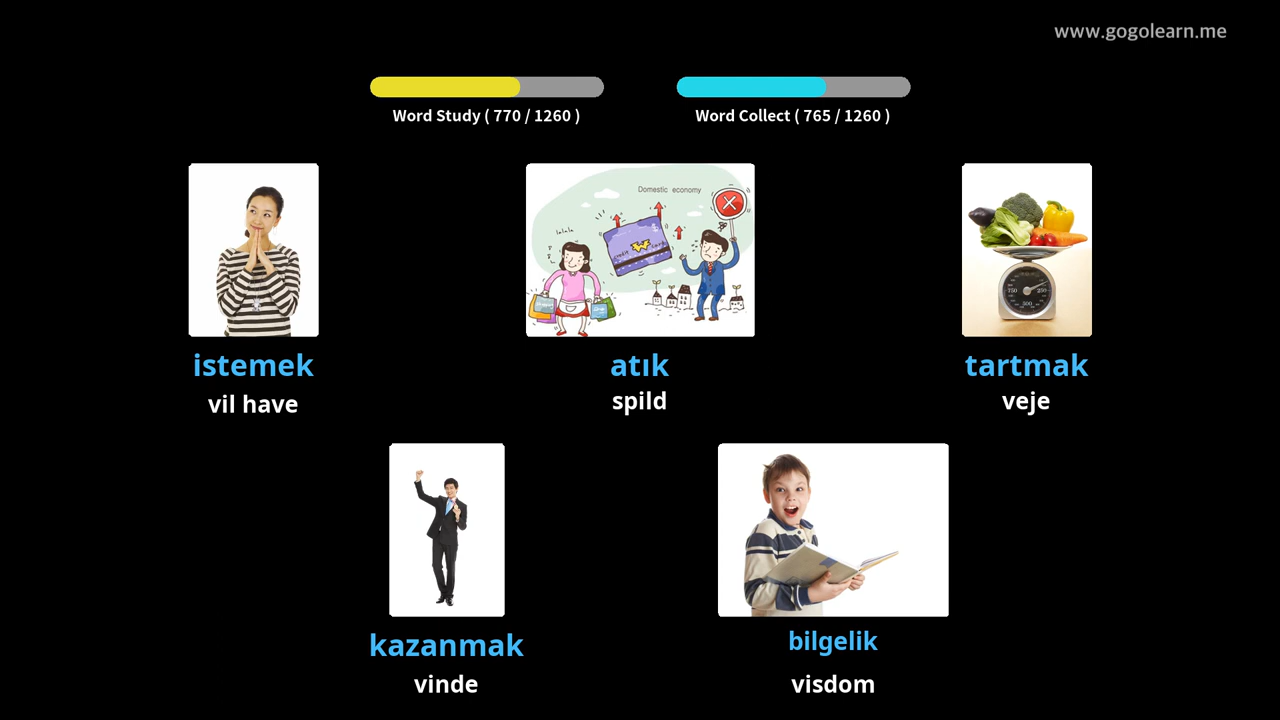 www.gogolearn.me
Word Study ( 770 / 1260 )
Word Collect ( 765 / 1260 )
Domestic economy
lalala
istemek
vil have
atık
spild
tartmak
veje
kazanmak
vinde
bilgelik
visdom